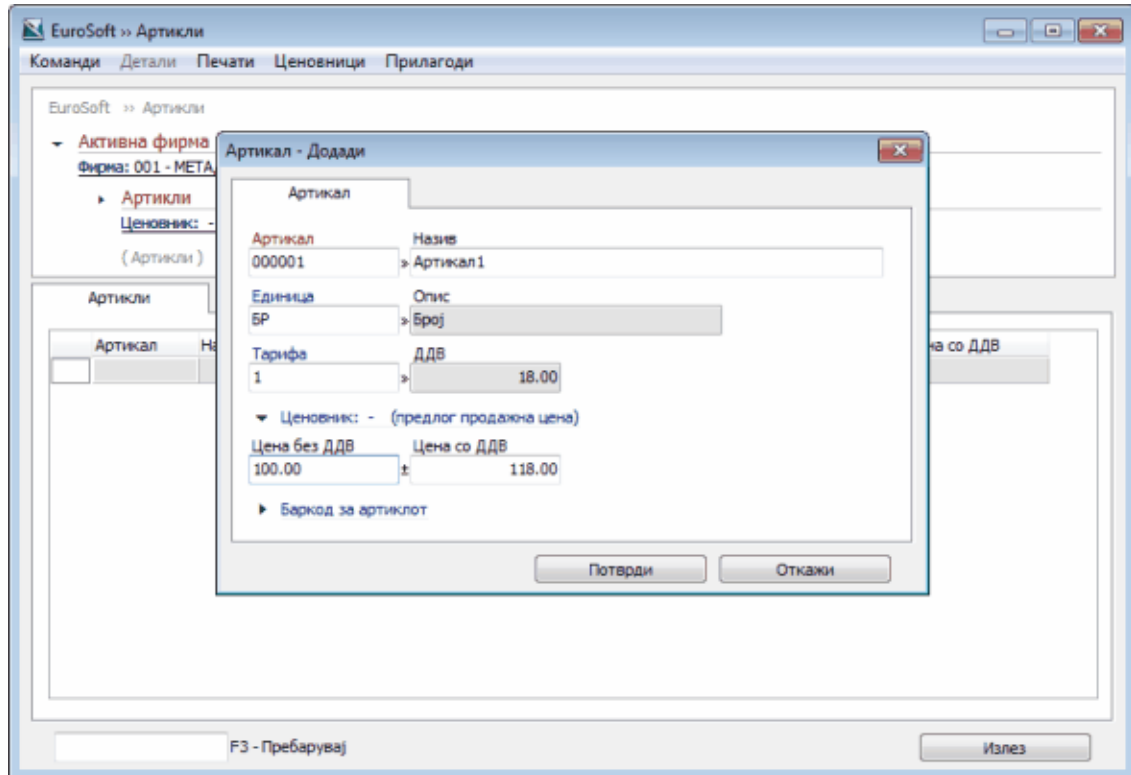 EuroSoft » Артикли
Команди Детали Печати Ценовници Прилагоди
EuroSoft » Артикли
Активна фирма
Фирма: 001 - МЕТА
Артикли
Ценовник: -
( Артикли )
Артикли
Артикал На на со ДДВ
Артикал - Додади
Артикал
Артикал Назив
000001 » Артикал1
Единица Опис
БР » Број
Тарифа ДДВ
1 » 18.00
Ценовник: - (предлог продажна цена)
Цена без ДДВ Цена со ДДВ
100.00 ± 118.00
Баркод за артиклот
Потврди Откажи
F3 - Пребарувај Излез